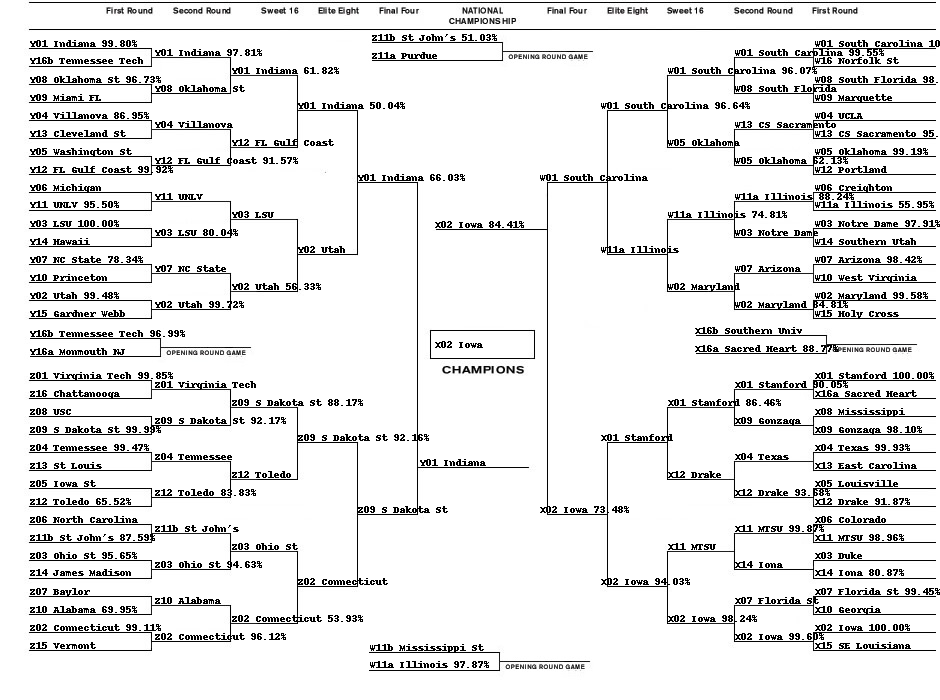 First Round Second Round Sweet 16 Elite Eight Final Four NATIONAL CHAMPIONSHIP Final Four Elite Eight Sweet 16 Second Round First Round
Z11b St John's 51.03%
Z11a Purdue
OPENING ROUND GAME
Y01 Indiana 99.80%
Y16b Tennessee Tech
Y08 Oklahoma St 96.73%
Y09 Miami FL
Y04 Villanova 86.95%
Y13 Cleveland St
Y05 Washington St
Y12 FL Gulf Coast 99.92%
Y06 Michigan
Y11 UNLV 95.50%
Y03 LSU 100.00%
Y14 Hawaii
Y07 NC State 78.34%
Y10 Princeton
Y02 Utah 99.48%
Y15 Gardner Webb
Y01 Indiana 97.81%
Y08 Oklahoma St
Y04 Villanova
Y12 FL Gulf Coast 91.57%
Y11 UNLV
Y03 LSU 80.04%
Y07 NC State
Y02 Utah 99.72%
Y01 Indiana 61.82%
Y12 FL Gulf Coast
Y03 LSU
Y02 Utah 56.33%
Y01 Indiana 50.04%
Y02 Utah
Y01 Indiana 66.03%
Y16b Tennessee Tech 96.99%
Y16a Monmouth NJ
OPENING ROUND GAME
Z01 Virginia Tech 99.85%
Z16 Chattanooga
Z08 USC
Z09 S Dakota St 99.99%
Z04 Tennessee 99.47%
Z13 St Louis
Z05 Iowa St
Z12 Toledo 65.52%
Z06 North Carolina
Z11b St John's 87.59%
Z03 Ohio St 95.65%
Z14 James Madison
Z07 Baylor
Z10 Alabama 69.95%
Z02 Connecticut 99.11%
Z15 Vermont
Z01 Virginia Tech
Z09 S Dakota St 92.17%
Z04 Tennessee
Z12 Toledo 83.83%
Z11b St John's
Z03 Ohio St 94.63%
Z10 Alabama
Z02 Connecticut 96.12%
Z09 S Dakota St 88.17%
Z12 Toledo
Z03 Ohio St
Z02 Connecticut 53.93%
Z09 S Dakota St 92.16%
Z02 Connecticut
Z09 S Dakota St
X02 Iowa 84.41%
X02 Iowa
CHAMPIONS
Y01 Indiana
W01 South Carolina
X02 Iowa 73.48%
W01 South Carolina 96.64%
W11a Illinois
W01 South Carolina 96.07%
W05 Oklahoma
W11a Illinois 74.81%
W02 Maryland
W01 South Carolina 99.55%
W08 South Florida
W13 CS Sacramento
W05 Oklahoma 62.13%
W11a Illinois 88.24%
W03 Notre Dame
W07 Arizona
W02 Maryland 84.81%
W01 South Carolina 10
W16 Norfolk St
W08 South Florida 98.
W09 Marquette
W04 UCLA
W13 CS Sacramento 95.
W05 Oklahoma 99.19%
W12 Portland
W06 Creighton
W11a Illinois 55.95%
W03 Notre Dame 97.91%
W14 Southern Utah
W07 Arizona 98.42%
W10 West Virginia
W02 Maryland 99.58%
W15 Holy Cross
X16b Southern Univ
X16a Sacred Heart 88.77%
OPENING ROUND GAME
X01 Stanford
X02 Iowa 94.03%
X01 Stanford 86.46%
X12 Drake
X11 MTSU
X02 Iowa 98.24%
X01 Stanford 90.05%
X09 Gonzaga
X04 Texas
X12 Drake 93.68%
X11 MTSU 99.87%
X14 Iona
X07 Florida St
X02 Iowa 99.60%
X01 Stanford 100.00%
X16a Sacred Heart
X08 Mississippi
X09 Gonzaga 98.10%
X04 Texas 99.93%
X13 East Carolina
X05 Louisville
X12 Drake 91.87%
X06 Colorado
X11 MTSU 98.96%
X03 Duke
X14 Iona 80.87%
X07 Florida St 99.45%
X10 Georgia
X02 Iowa 100.00%
X15 SE Louisiana
W11b Mississippi St
W11a Illinois 97.87%
OPENING ROUND GAME